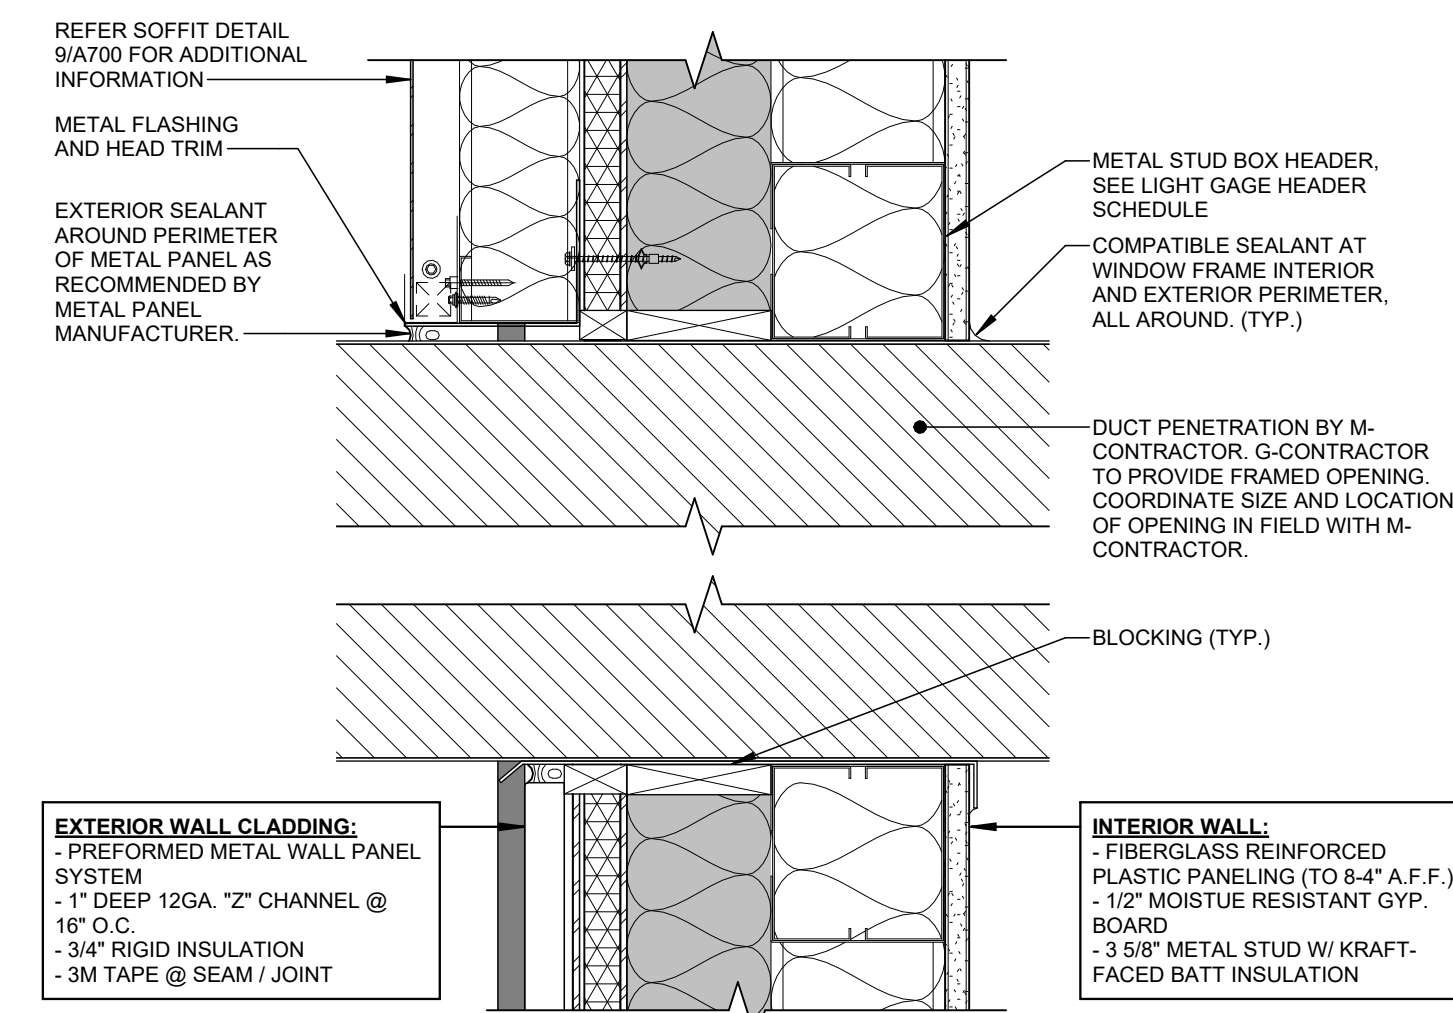 REFER SOFFIT DETAIL
9/A700 FOR ADDITIONAL
INFORMATION
METAL FLASHING
AND HEAD TRIM
EXTERIOR SEALANT
AROUND PERIMETER
OF METAL PANEL AS
RECOMMENDED BY
METAL PANEL
MANUFACTURER.
METAL STUD BOX HEADER,
SEE LIGHT GAGE HEADER
SCHEDULE
COMPATIBLE SEALANT AT
WINDOW FRAME INTERIOR
AND EXTERIOR PERIMETER,
ALL AROUND. (TYP.)
DUCT PENETRATION BY M-
CONTRACTOR. G-CONTRACTOR
TO PROVIDE FRAMED OPENING.
COORDINATE SIZE AND LOCATION
OF OPENING IN FIELD WITH M-
CONTRACTOR.
BLOCKING (TYP.)
EXTERIOR WALL CLADDING:
- PREFORMED METAL WALL PANEL
SYSTEM
- 1" DEEP 12GA. "Z" CHANNEL @
16" O.C.
- 3/4" RIGID INSULATION
- 3M TAPE @ SEAM / JOINT
INTERIOR WALL:
- FIBERGLASS REINFORCED
PLASTIC PANELING (TO 8-4" A.F.F.)
- 1/2" MOISTUE RESISTANT GYP.
BOARD
- 3 5/8" METAL STUD W/ KRAFT-
FACED BATT INSULATION